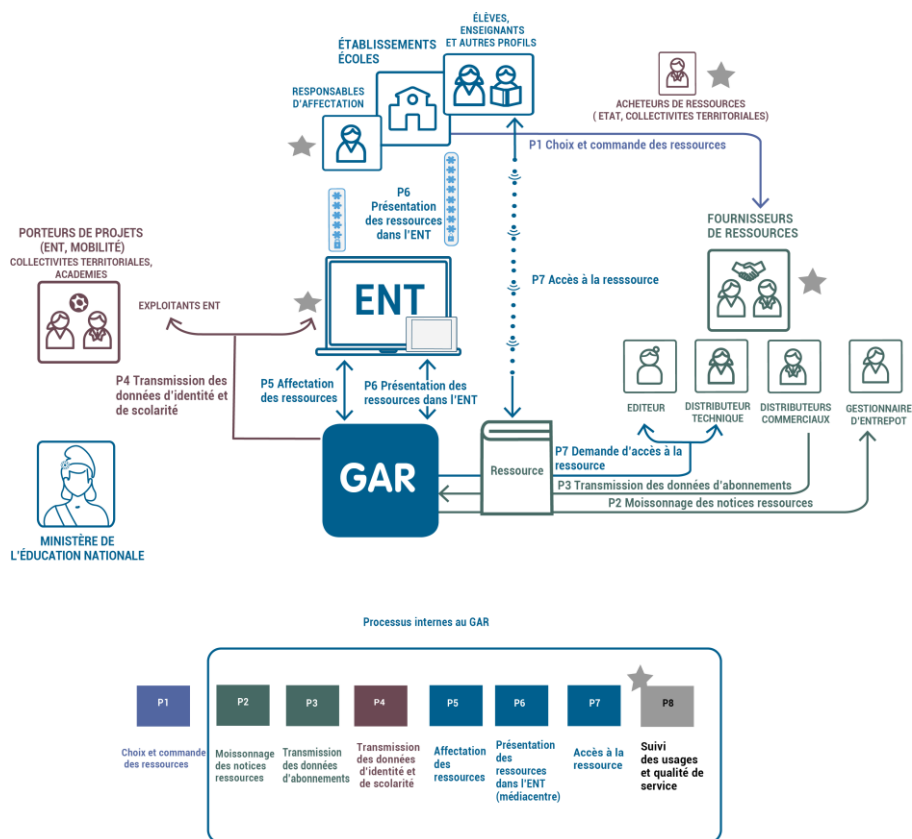 ÉLÈVES,
ENSEIGNANTS
ET AUTRES PROFILS
ÉTABLISSEMENTS
ÉCOLES
RESPONSABLES
D'AFFECTATION
ACHETEURS DE RESSOURCES
( ETAT, COLLECTIVITES TERRITORIALES)
P1 Choix et commande des ressources
P6
Présentation
des ressources
dans l'ENT
FOURNISSEURS
DE RESSOURCES
PORTEURS DE PROJETS
(ENT, MOBILITÉ)
COLLECTIVITES TERRITORIALES,
ACADEMIES
EXPLOITANTS ENT
ENT
P7 Accès à la resssource
P4 Transmission des
données d'identité et
de scolarité
P5 Affectation
des ressources
P6 Présentation des
ressources dans l'ENT
EDITEUR
DISTRIBUTEUR
TECHNIQUE
DISTRIBUTEURS
COMMERCIAUX
GESTIONNAIRE
D'ENTREPOT
GAR
Ressource
P7 Demande d'accès à la
ressource
P3 Transmission des données d'abonnements
P2 Moissonnage des notices ressources
MINISTÈRE DE
L'ÉDUCATION NATIONALE
Processus internes au GAR
P1
P2
P3
P4
P5
P6
P7
P8
Choix et commande
des ressources
Moissonnage
des notices
ressources
Transmission
des données
d'abonnements
Transmission
des données
d'identité et
de scolarité
Affectation
des
ressources
Présentation
des
ressources
dans l'ENT
(médiacentre)
Accès à la
ressource
Suivi
des usages
et qualité de
service